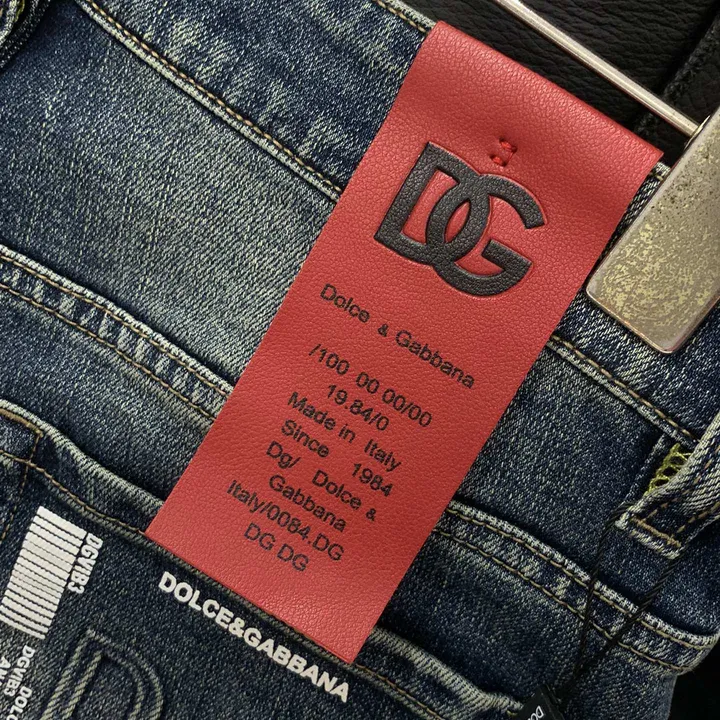 DG
Dolce & Gabbana
/100 00 00/00
19.84/0
Made in Italy
Since 1984
Dg/ Dolce &
Gabbana
Italy/0084.DG
DG DG
DOLCE&GABBANA
DGVIB3
DGVIB3